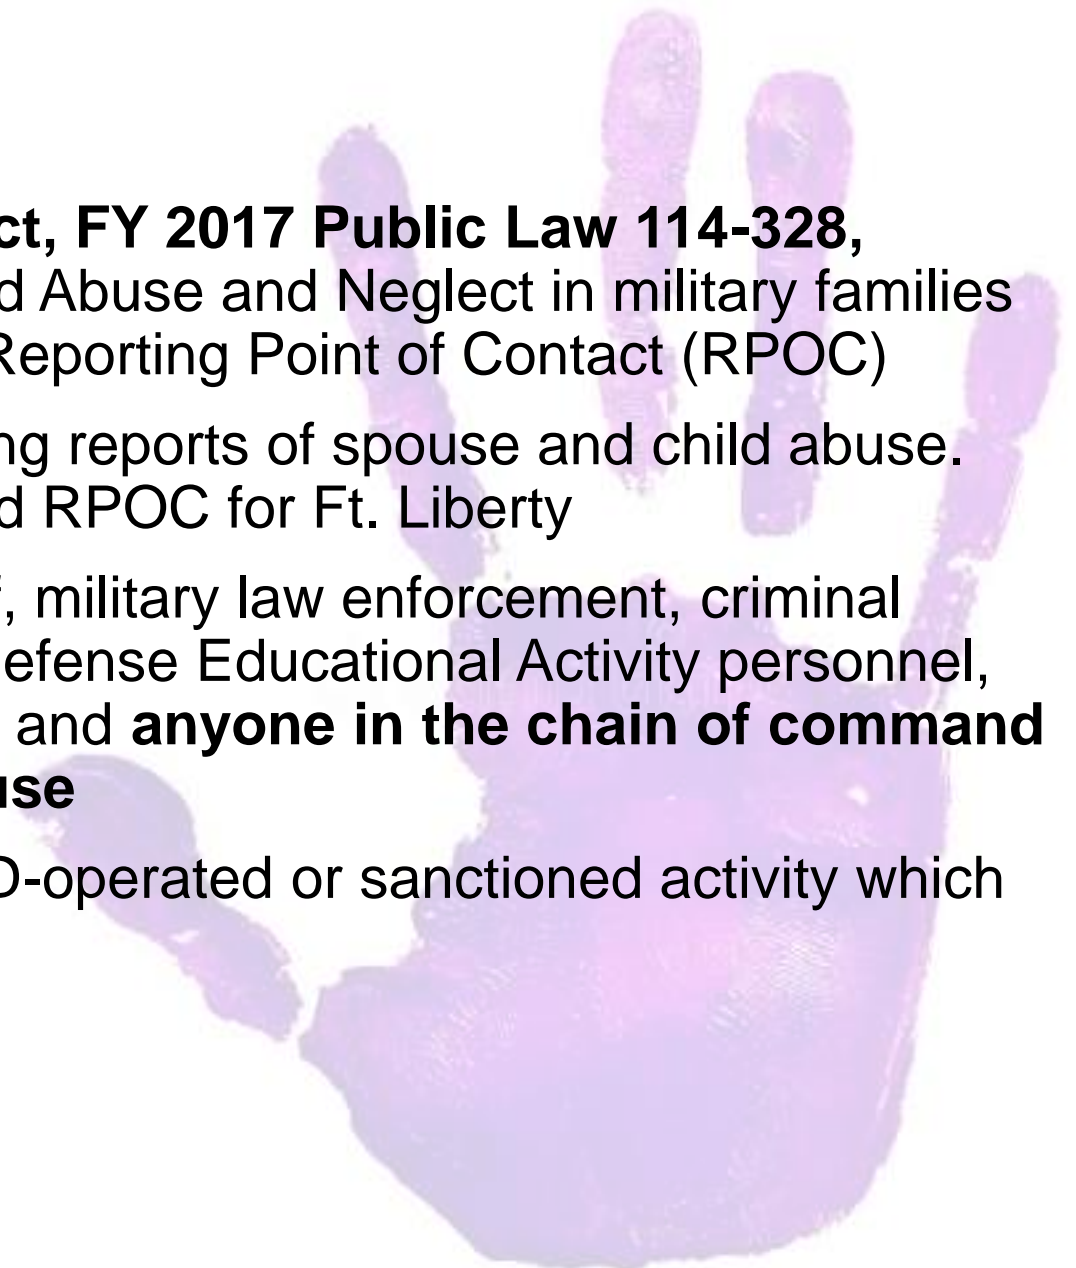 ct, FY 2017 Public Law 114-328,
d Abuse and Neglect in military families
Reporting Point of Contact (RPOC)
ng reports of spouse and child abuse.
d RPOC for Ft. Liberty
, military law enforcement, criminal
efense Educational Activity personnel,
and anyone in the chain of command
use
D-operated or sanctioned activity which